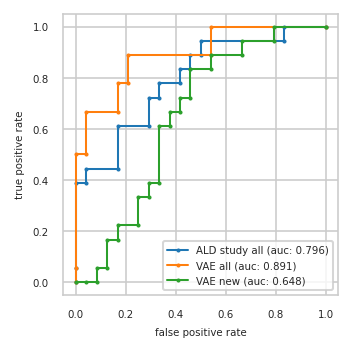 1.0
0.8
0.6
0.4
0.2
0.0
true positive rate
ALD study all (auc: 0.796)
VAE all (auc: 0.891)
VAE new (auc: 0.648)
0.0 0.2 0.4 0.6 0.8 1.0
false positive rate